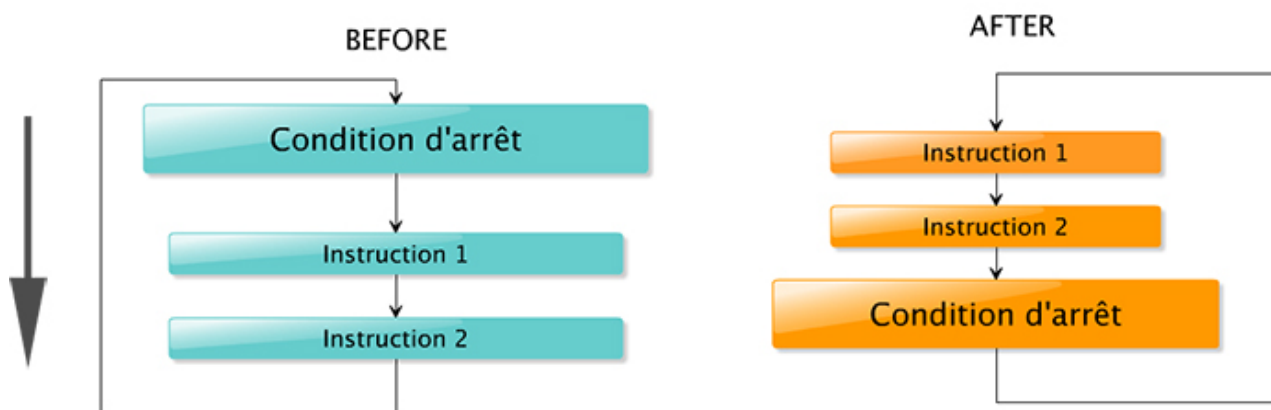 BEFORE
Condition d'arrêt
Instruction 1
Instruction 2
AFTER
Instruction 1
Instruction 2
Condition d'arrêt